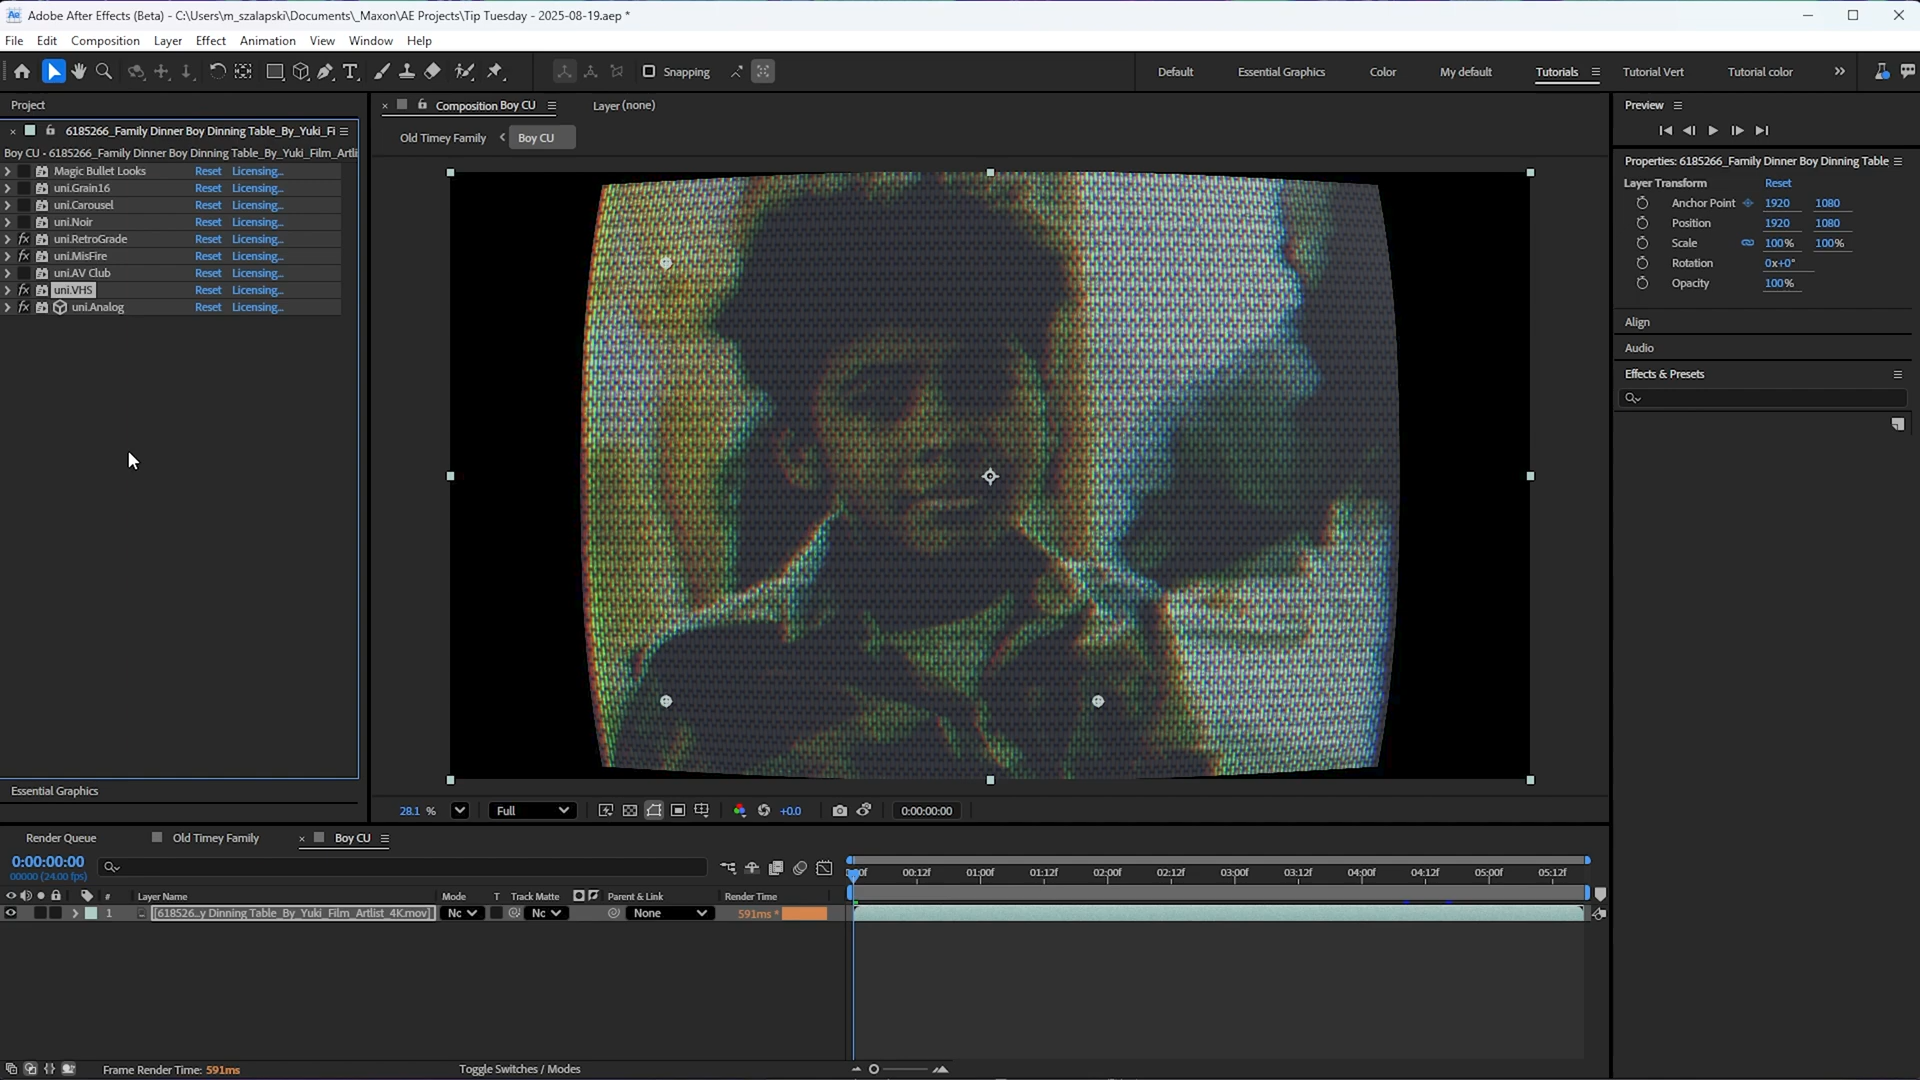 Adobe After Effects (Beta) - C:\Users\m_szalapski\Documents\_Maxon\AE Projects\Tip Tuesday - 2025-08-19.aep *
File Edit Composition Layer Effect Animation View Window Help
Snapping
Default Essential Graphics Color My default Tutorials Tutorial Vert Tutorial color
Project
6185266_Family Dinner Boy Dinning Table_By_Yuki_Fi
Boy CU - 6185266_Family Dinner Boy Dinning Table_By_Yuki_Film_Artli
Magic Bullet Looks Reset Licensing...
uni.Grain16 Reset Licensing...
uni.Carousel Reset Licensing...
uni.Noir Reset Licensing...
fx uni.RetroGrade Reset Licensing...
fx uni.MisFire Reset Licensing...
uni.AV Club Reset Licensing...
fx uni.VHS Reset Licensing...
fx uni.Analog Reset Licensing...
Essential Graphics
Composition Boy CU Layer (none)
Old Timey Family < Boy CU
28.1 % Full +0.0 0:00:00:00
Preview
Properties: 6185266_Family Dinner Boy Dinning Table
Layer Transform Reset
Anchor Point 1920 1080
Position 1920 1080
Scale 100% 100%
Rotation 0x+0°
Opacity 100%
Align
Audio
Effects & Presets
Render Queue Old Timey Family Boy CU
0:00:00:00
00000 (24.00 fps)
00f 00:12f 01:00f 01:12f 02:00f 02:12f 03:00f 03:12f 04:00f 04:12f 05:00f 05:12f
# Layer Name Mode T Track Matte Parent & Link Render Time
1 [618526...y Dinning Table_By_Yuki_Film_Artlist_4K.mov] Nc Nc None 591ms *
Frame Render Time: 591ms Toggle Switches / Modes